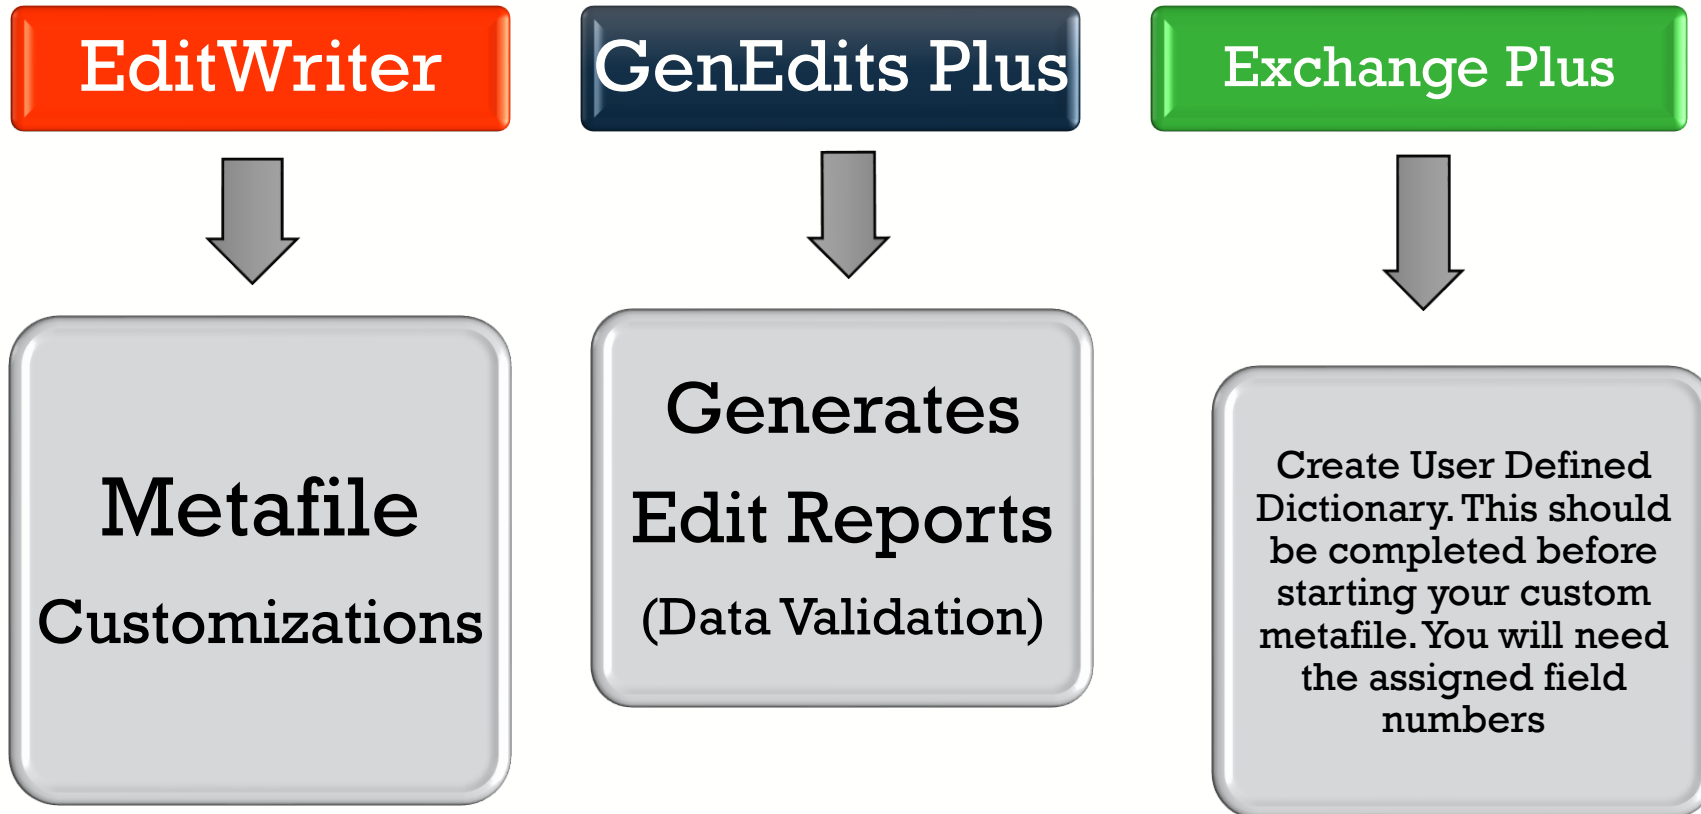 EditWriter
Metafile
Customizations
GenEdits Plus
Generates
Edit Reports
(Data Validation)
Exchange Plus
Create User Defined
Dictionary. This should
be completed before
starting your custom
metafile. You will need
the assigned field
numbers